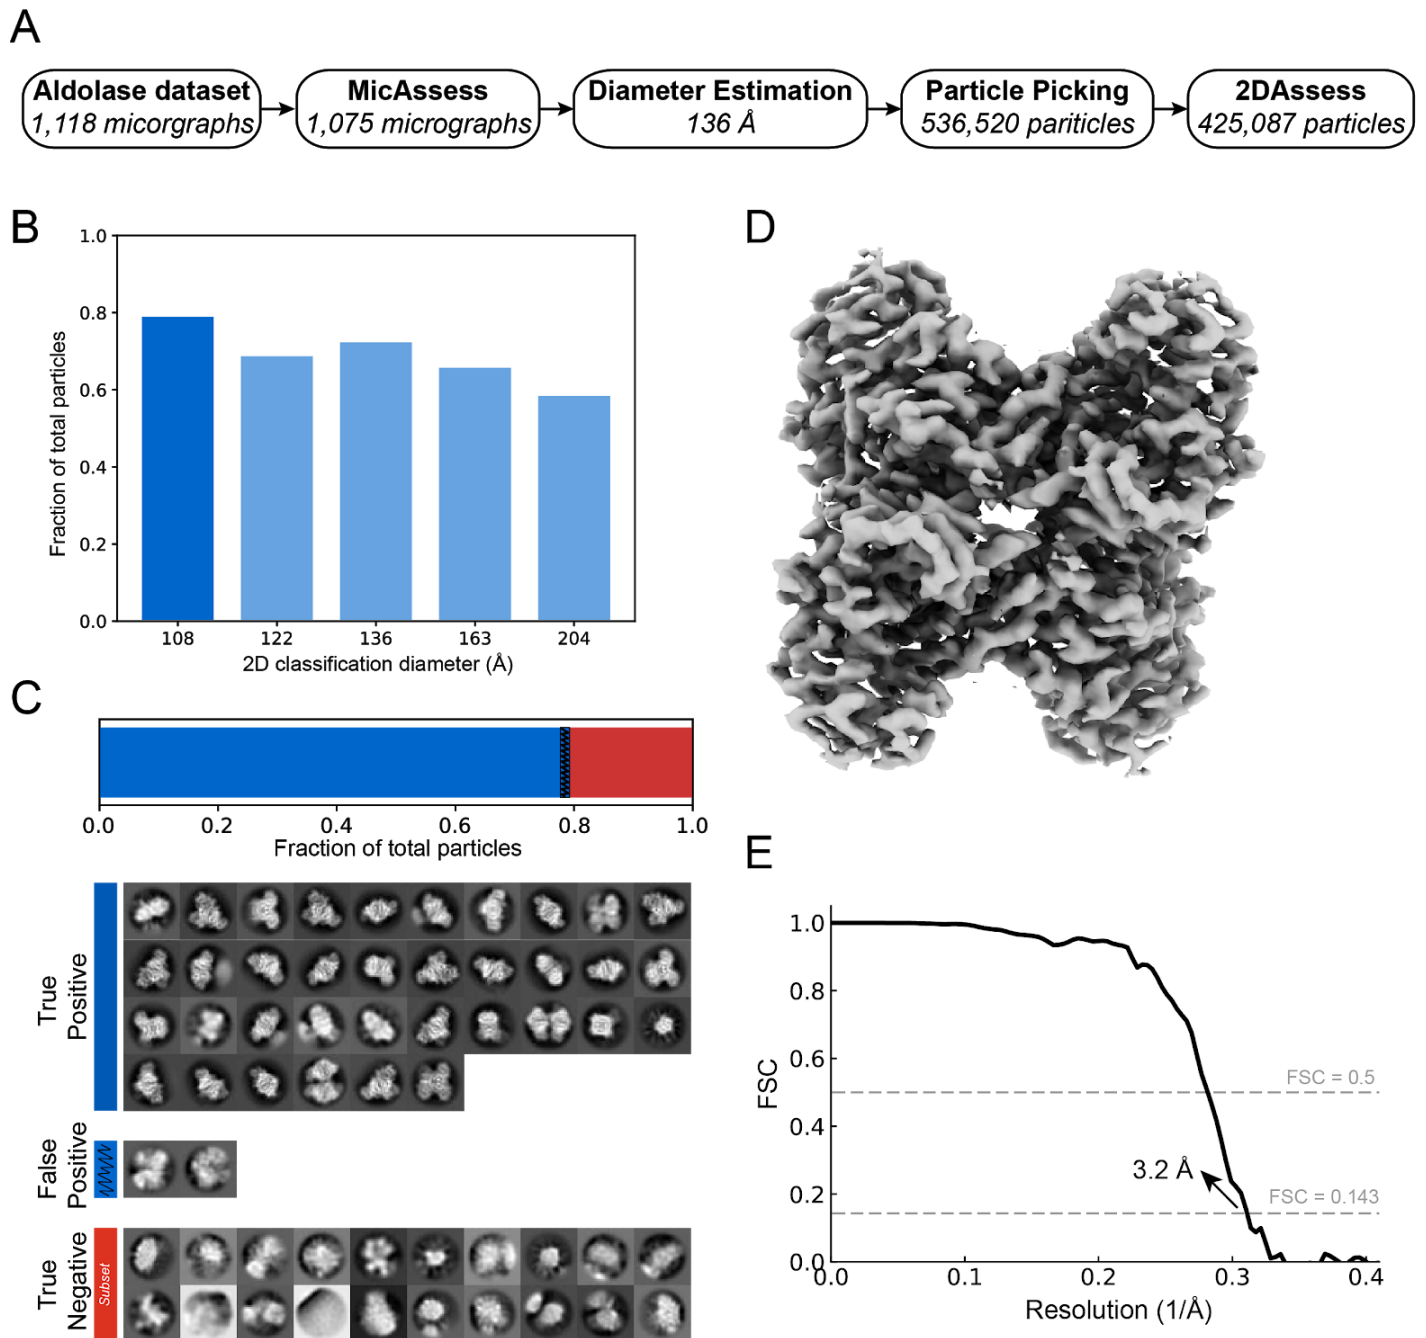 A
Aldolase dataset
1,118 micorgraphs
MicAssess
1,075 micrographs
Diameter Estimation
136 Å
Particle Picking
536,520 pariticles
2DAssess
425,087 particles
B
1.0
0.8
0.6
0.4
0.2
0.0
Fraction of total particles
108 122 136 163 204
2D classification diameter (Å)
C
0.0 0.2 0.4 0.6 0.8 1.0
Fraction of total particles
True
Positive
False
Positive
True
Negative
Subset
D
E
1.0
0.8
0.6
0.4
0.2
0.0
FSC
FSC = 0.5
3.2 Å
FSC = 0.143
0.0 0.1 0.2 0.3 0.4
Resolution (1/Å)